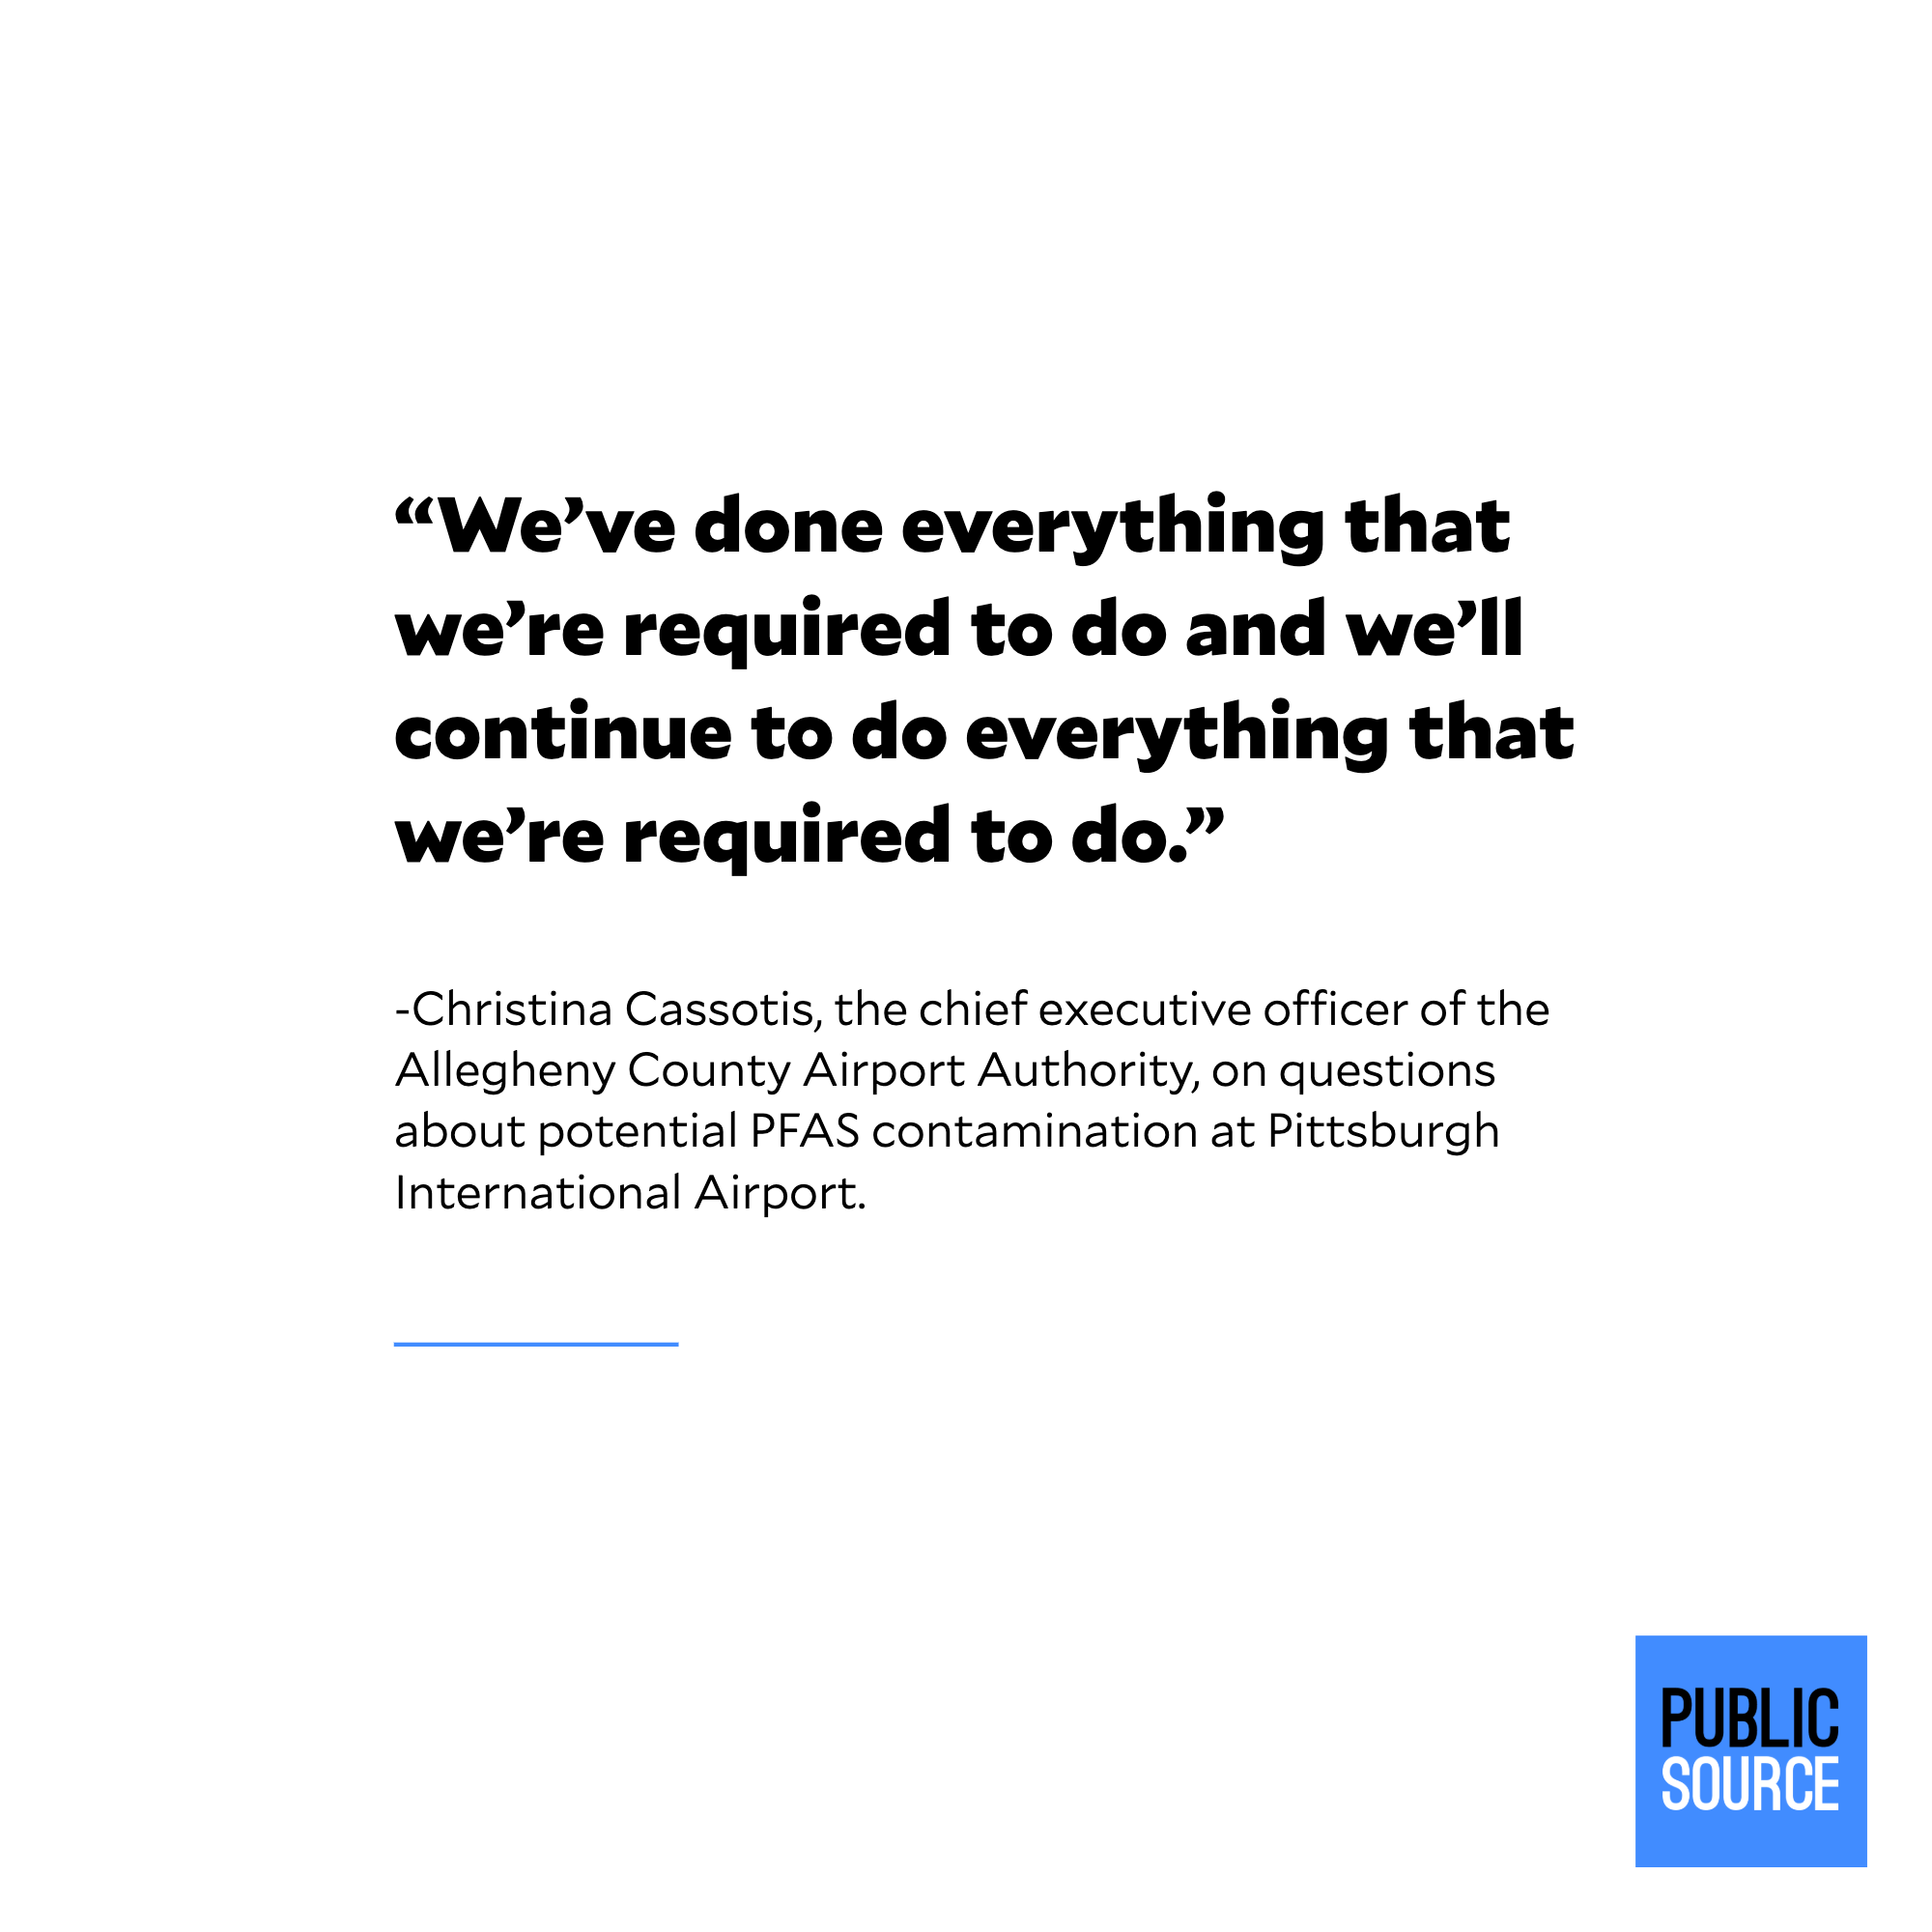 “We’ve done everything that
we’re required to do and we’ll
continue to do everything that
we’re required to do.”
-Christina Cassotis, the chief executive officer of the
Allegheny County Airport Authority, on questions
about potential PFAS contamination at Pittsburgh
International Airport.
PUBLIC
SOURCE